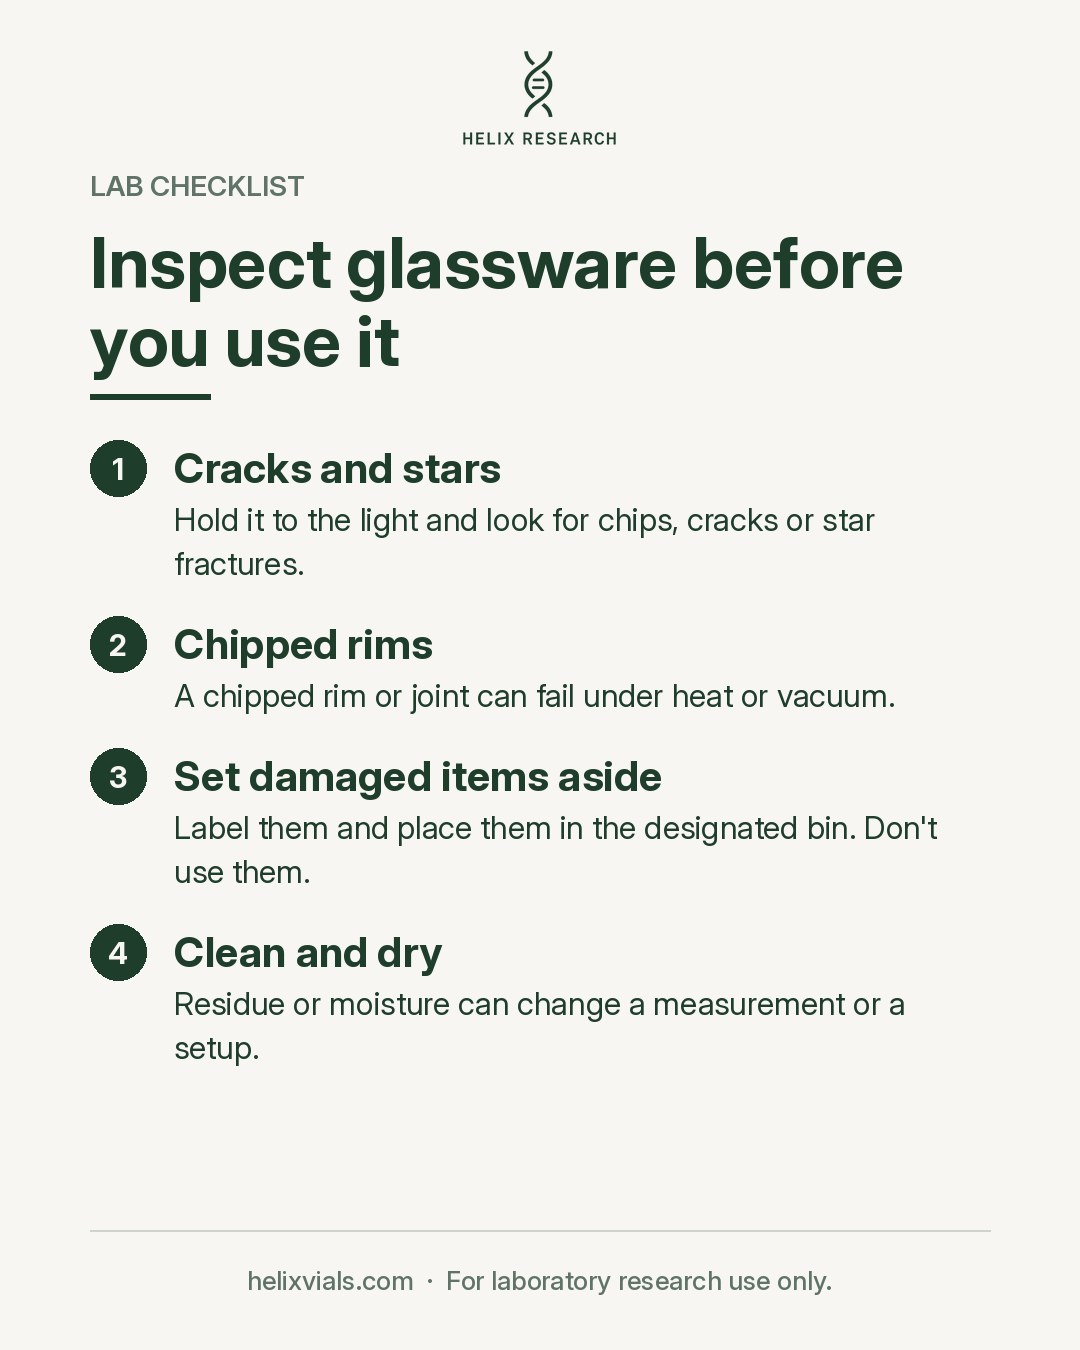 HELIX RESEARCH
LAB CHECKLIST
Inspect glassware before
you use it
1 Cracks and stars
Hold it to the light and look for chips, cracks or star
fractures.
2 Chipped rims
A chipped rim or joint can fail under heat or vacuum.
3 Set damaged items aside
Label them and place them in the designated bin. Don't
use them.
4 Clean and dry
Residue or moisture can change a measurement or a
setup.
helixvials.com · For laboratory research use only.